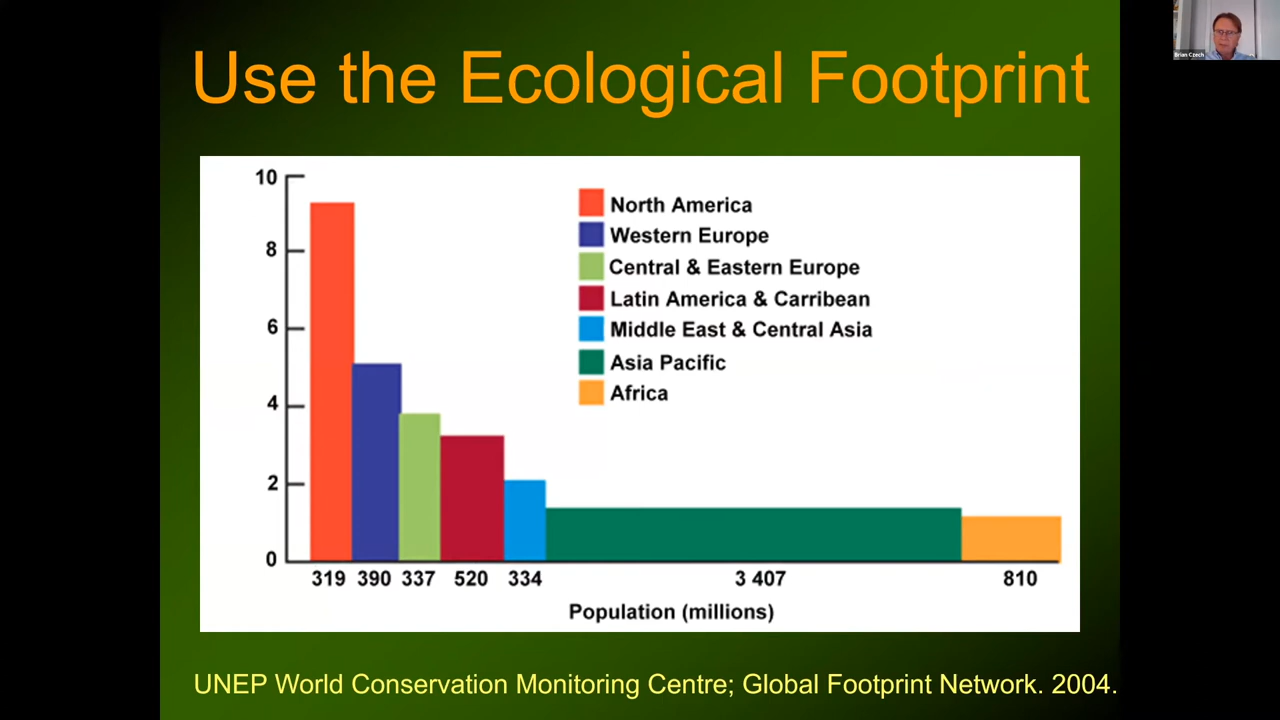 Use the Ecological Footprint
Brian Czech
10
8
6
4
2
0
North America
Western Europe
Central & Eastern Europe
Latin America & Carribean
Middle East & Central Asia
Asia Pacific
Africa
319 390 337 520 334 3 407 810
Population (millions)
UNEP World Conservation Monitoring Centre; Global Footprint Network. 2004.